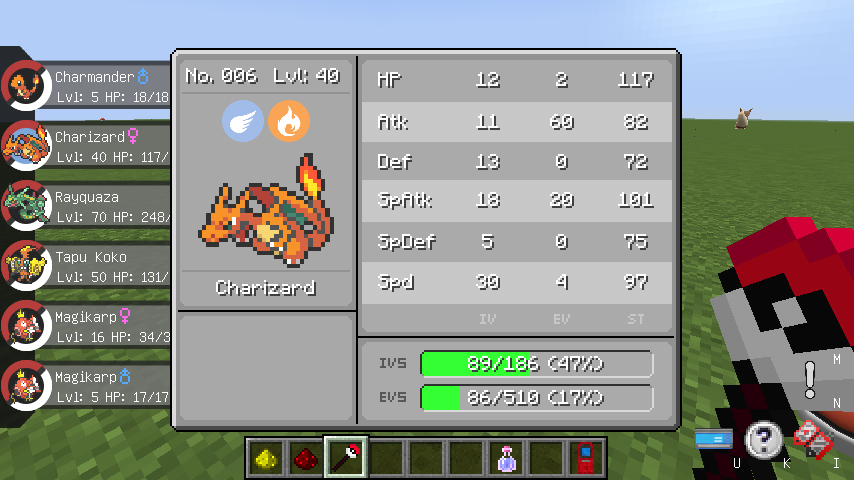 Charmander
Lvl: 5 HP: 18/18
Charizard
Lvl: 40 HP: 117/
Rayquaza
Lvl: 70 HP: 248/
Tapu Koko
Lvl: 50 HP: 131/
Magikarp
Lvl: 16 HP: 34/3
Magikarp
Lvl: 5 HP: 17/17
No. 006 Lvl: 40
Charizard
HP 12 2 117
Atk 11 60 82
Def 13 0 72
SpAtk 18 20 101
SpDef 5 0 75
Spd 30 4 97
IV EV ST
IVS 89/186 (47%)
EVS 86/510 (17%)
M
!
N
?
U K I